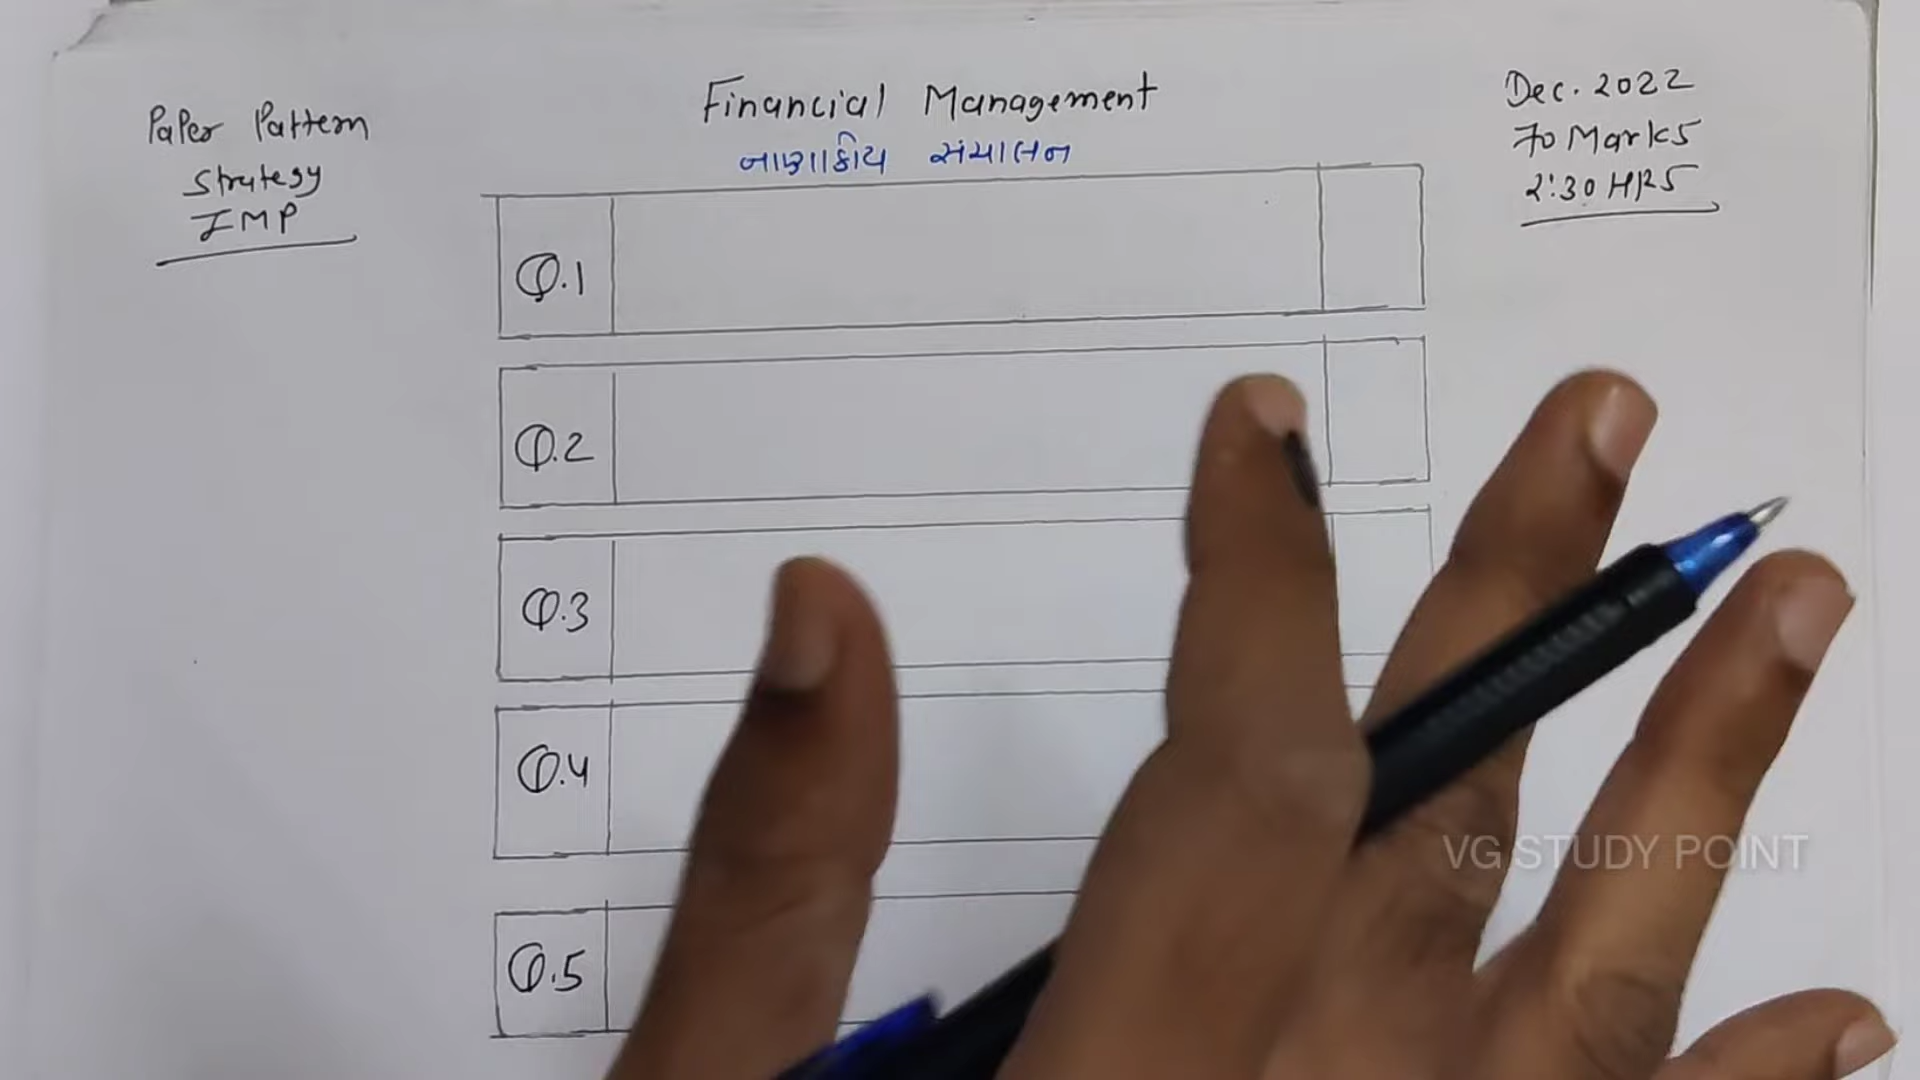 Paper Pattern
Strategy
IMP
Financial Management
નાણાકીય સંચાલન
Dec. 2022
70 Marks
2:30 HRS
Q.1
Q.2
Q.3
Q.4
Q.5
VG STUDY POINT